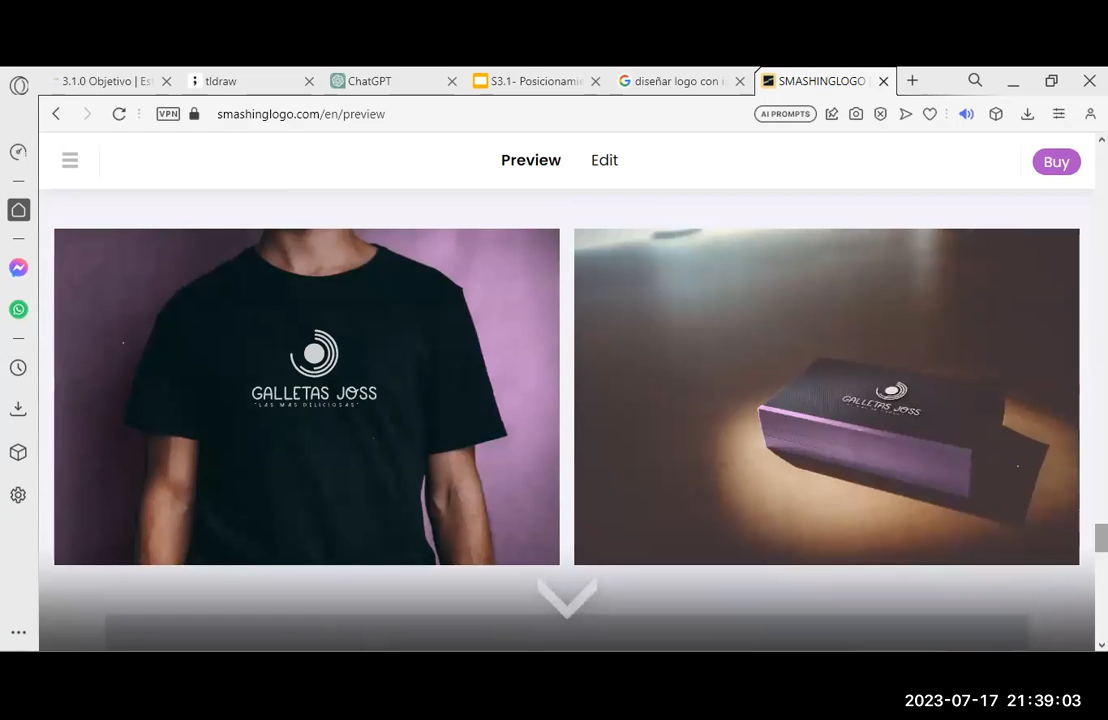 3.1.0 Objetivo | Es
tldraw
ChatGPT
S3.1- Posicionamie
diseñar logo con i
SMASHINGLOGO
VPN
smashinglogo.com/en/preview
AI PROMPTS
Preview
Edit
Buy
GALLETAS JOSS
"LAS MAS DELICIOSAS"
GALLETAS JOSS
2023-07-17 21:39:03